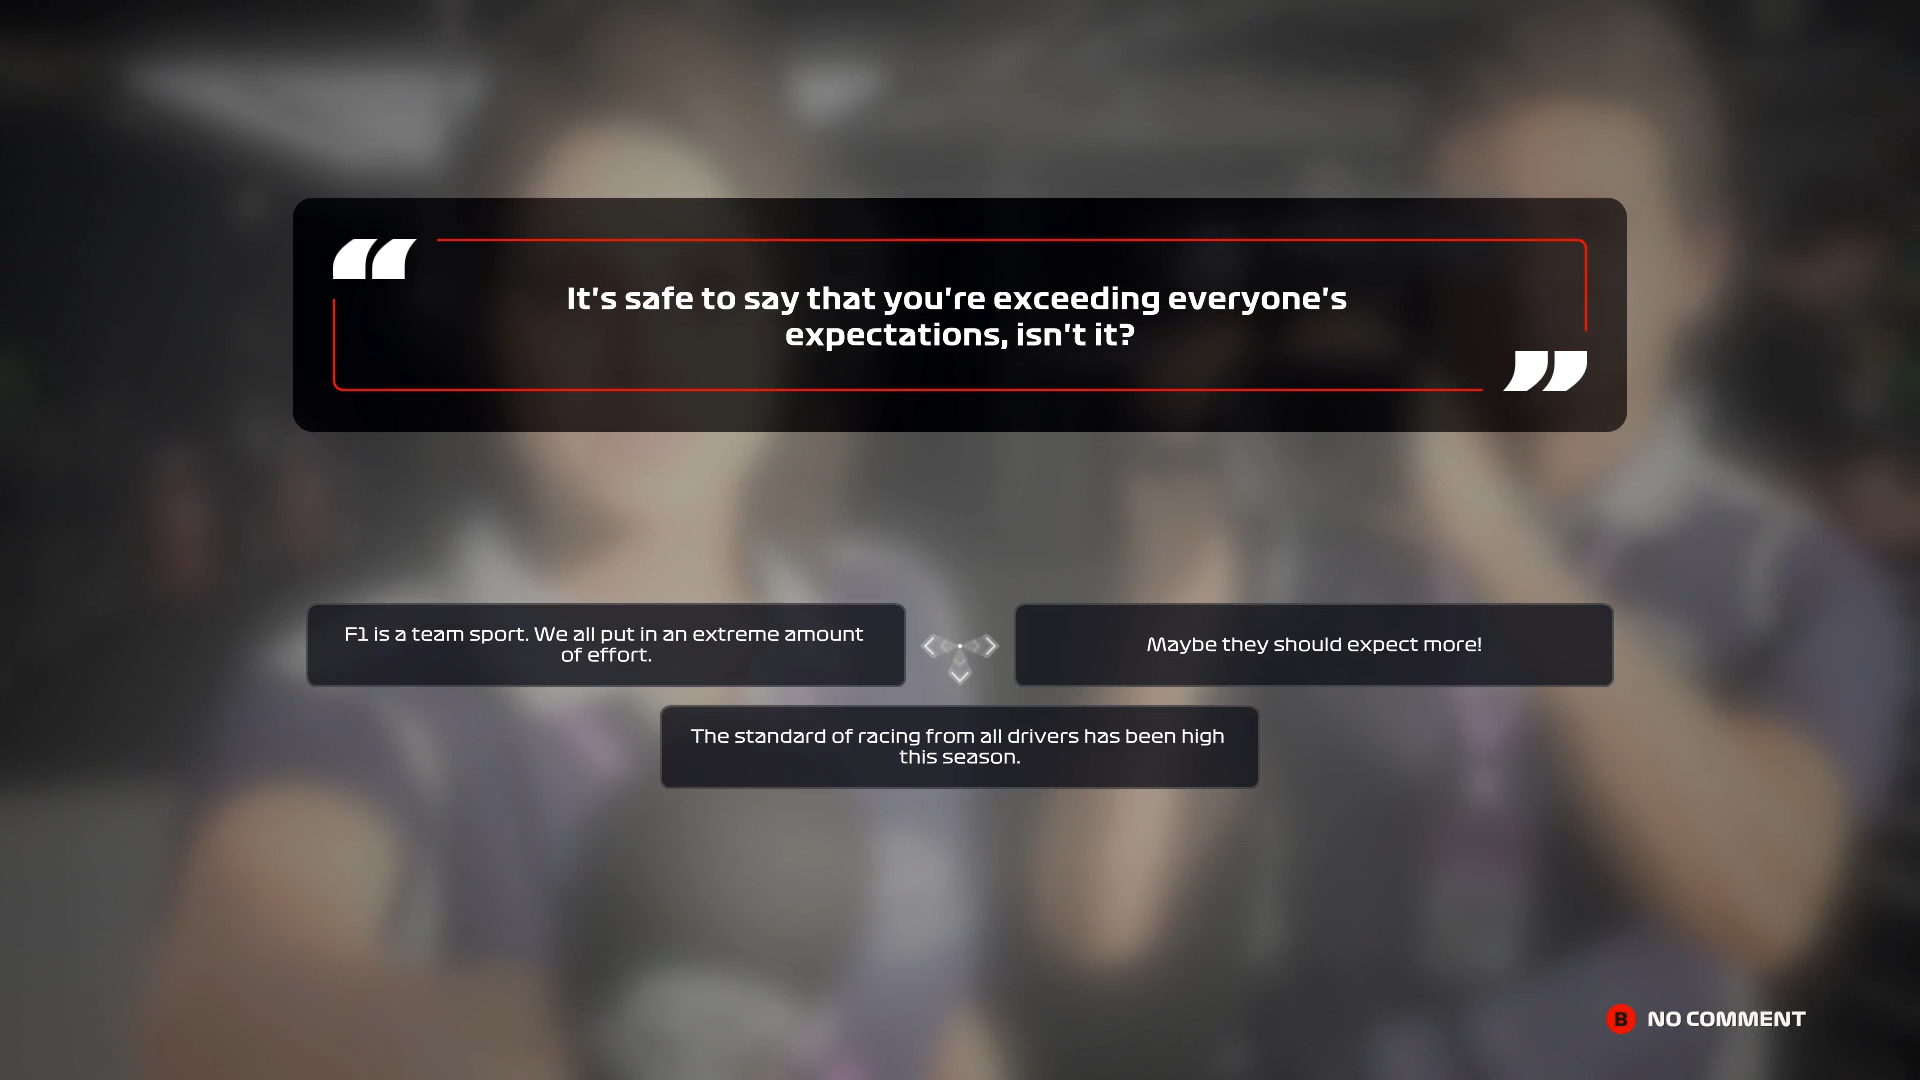 It's safe to say that you're exceeding everyone's
expectations, isn't it?
F1 is a team sport. We all put in an extreme amount
of effort.
Maybe they should expect more!
The standard of racing from all drivers has been high
this season.
B NO COMMENT